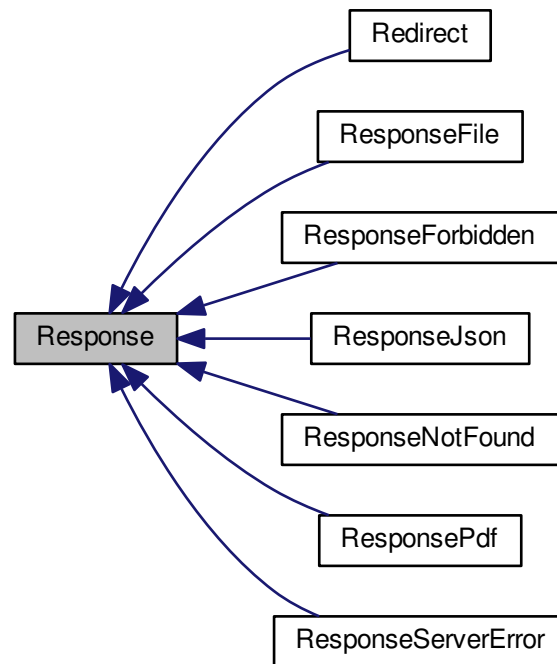 Redirect
ResponseFile
ResponseForbidden
Response
ResponseJson
ResponseNotFound
ResponsePdf
ResponseServerError